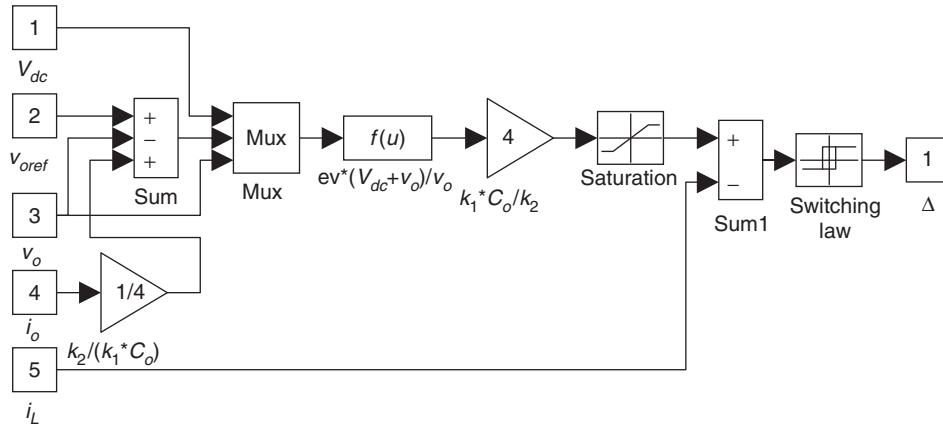 1
V_dc
2
v_oref
3
v_o
4
i_o
5
i_L
+
−
+
Sum
1/4
k_2/(k_1*C_o)
Mux
Mux
f(u)
ev*(V_dc+v_o)/v_o
4
k_1*C_o/k_2
Saturation
+
−
Sum1
Switching
law
1
Δ